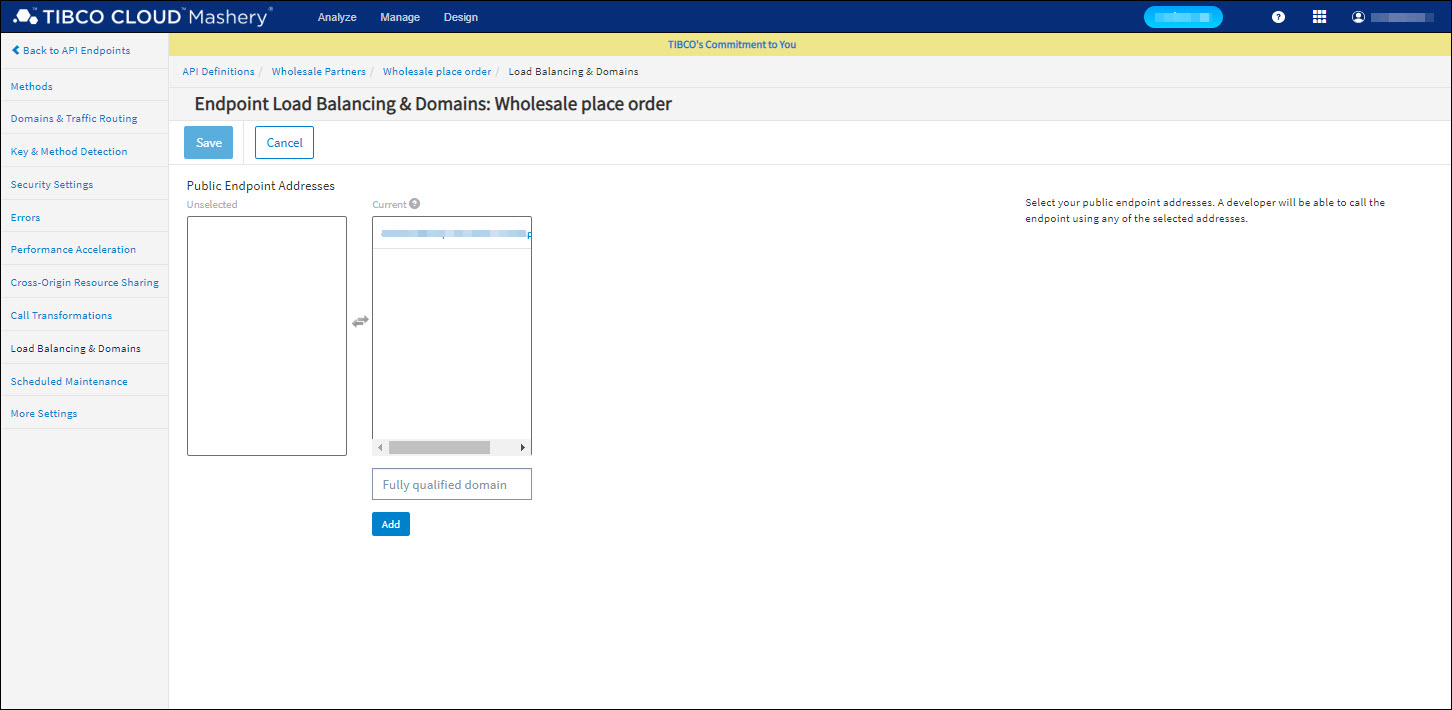 TIBCO CLOUD™ Mashery®
Analyze Manage Design
Back to API Endpoints
Methods
Domains & Traffic Routing
Key & Method Detection
Security Settings
Errors
Performance Acceleration
Cross-Origin Resource Sharing
Call Transformations
Load Balancing & Domains
Scheduled Maintenance
More Settings
TIBCO's Commitment to You
API Definitions / Wholesale Partners / Wholesale place order / Load Balancing & Domains
Endpoint Load Balancing & Domains: Wholesale place order
Save Cancel
Public Endpoint Addresses
Unselected
Current ?
Fully qualified domain
Add
Select your public endpoint addresses. A developer will be able to call the
endpoint using any of the selected addresses.